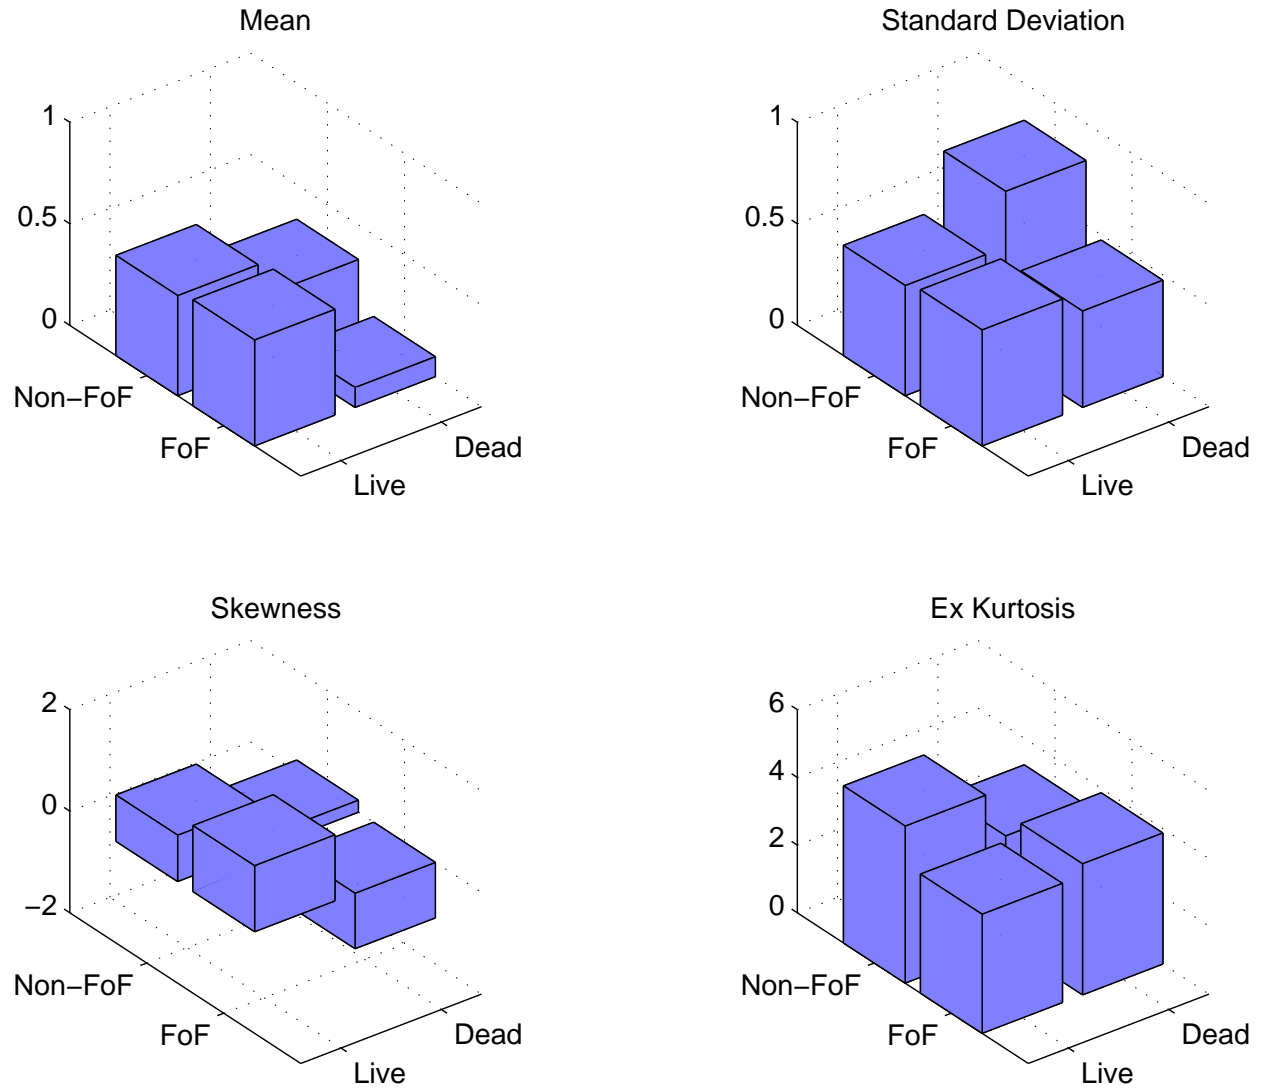 Mean
1
0.5
0
Non−FoF
FoF
Live
Dead
Standard Deviation
1
0.5
0
Non−FoF
FoF
Live
Dead
Skewness
2
0
−2
Non−FoF
FoF
Live
Dead
Ex Kurtosis
6
4
2
0
Non−FoF
FoF
Live
Dead